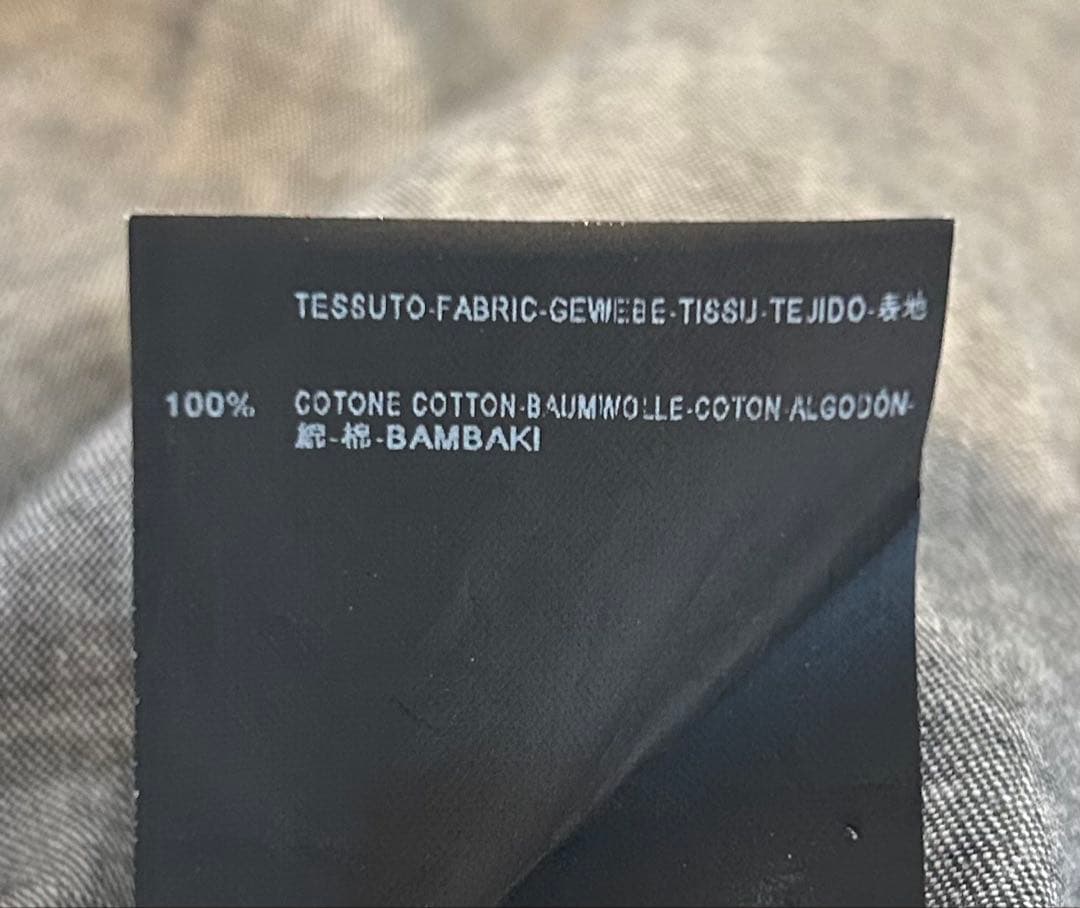 TESSUTO-FABRIC-GEWEBE-TISSU-TEJIDO-表地
100% COTONE COTTON-BAUMWOLLE-COTON-ALGODÓN-
綿-棉-BAMBAKI